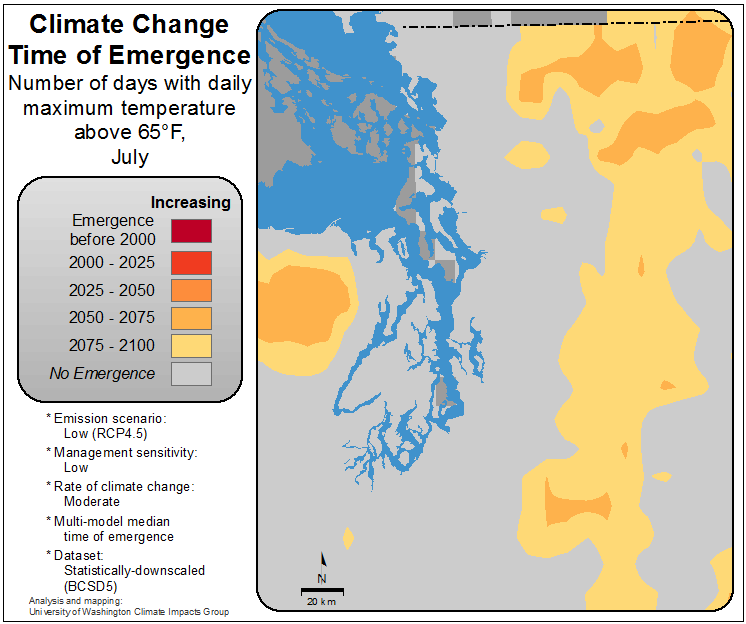 Climate Change
Time of Emergence
Number of days with daily
maximum temperature
above 65°F,
July
Increasing
Emergence
before 2000
2000 - 2025
2025 - 2050
2050 - 2075
2075 - 2100
No Emergence
* Emission scenario:
Low (RCP4.5)
* Management sensitivity:
Low
* Rate of climate change:
Moderate
* Multi-model median
time of emergence
* Dataset:
Statistically-downscaled
(BCSD5)
Analysis and mapping:
University of Washington Climate Impacts Group
N
20 km